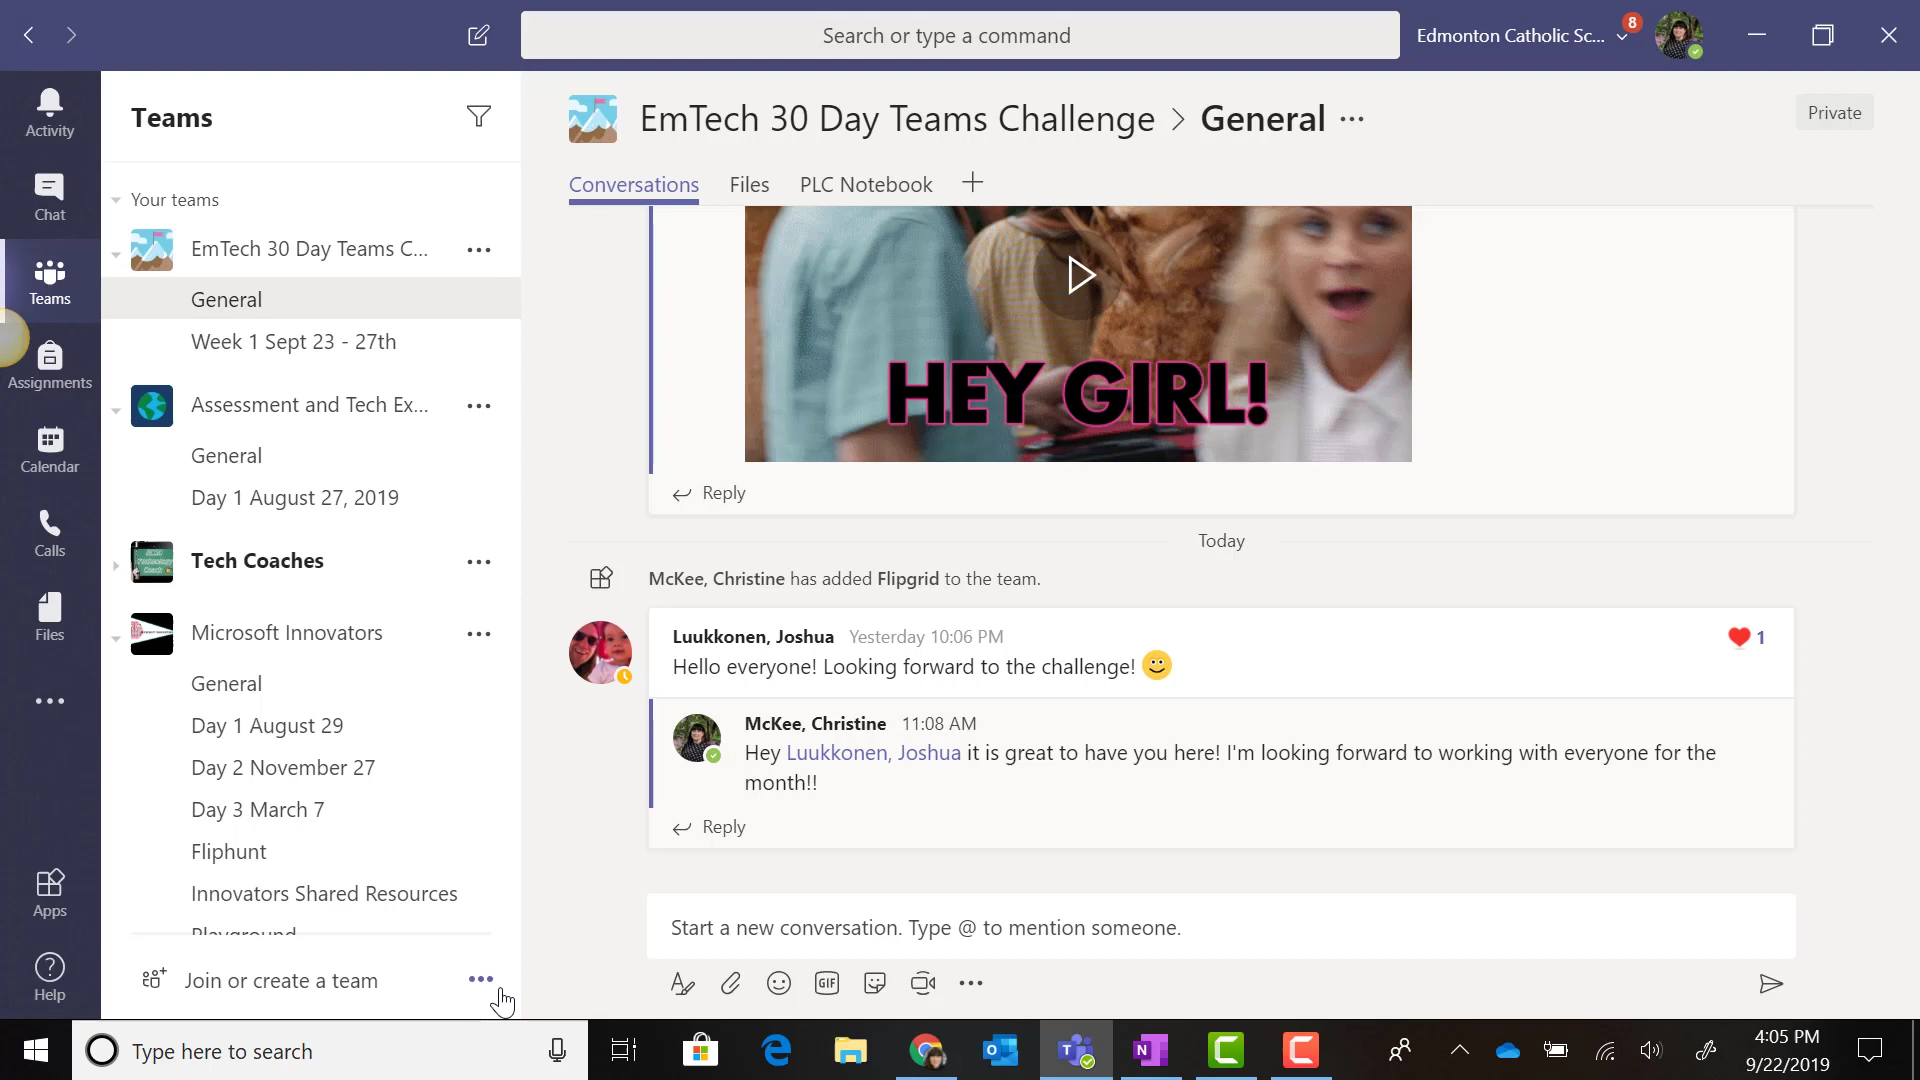 Search or type a command
Edmonton Catholic Sc...
8
Activity
Chat
Teams
Assignments
Calendar
Calls
Files
Apps
Help
Teams
Your teams
EmTech 30 Day Teams C...
General
Week 1 Sept 23 - 27th
Assessment and Tech Ex...
General
Day 1 August 27, 2019
Tech Coaches
Microsoft Innovators
General
Day 1 August 29
Day 2 November 27
Day 3 March 7
Fliphunt
Innovators Shared Resources
Playground
Join or create a team
EmTech 30 Day Teams Challenge > General
Private
Conversations Files PLC Notebook
HEY GIRL!
Reply
Today
McKee, Christine has added Flipgrid to the team.
Luukkonen, Joshua Yesterday 10:06 PM
1
Hello everyone! Looking forward to the challenge!
McKee, Christine 11:08 AM
Hey Luukkonen, Joshua it is great to have you here! I'm looking forward to working with everyone for the
month!!
Reply
Start a new conversation. Type @ to mention someone.
GIF
Type here to search
4:05 PM
9/22/2019